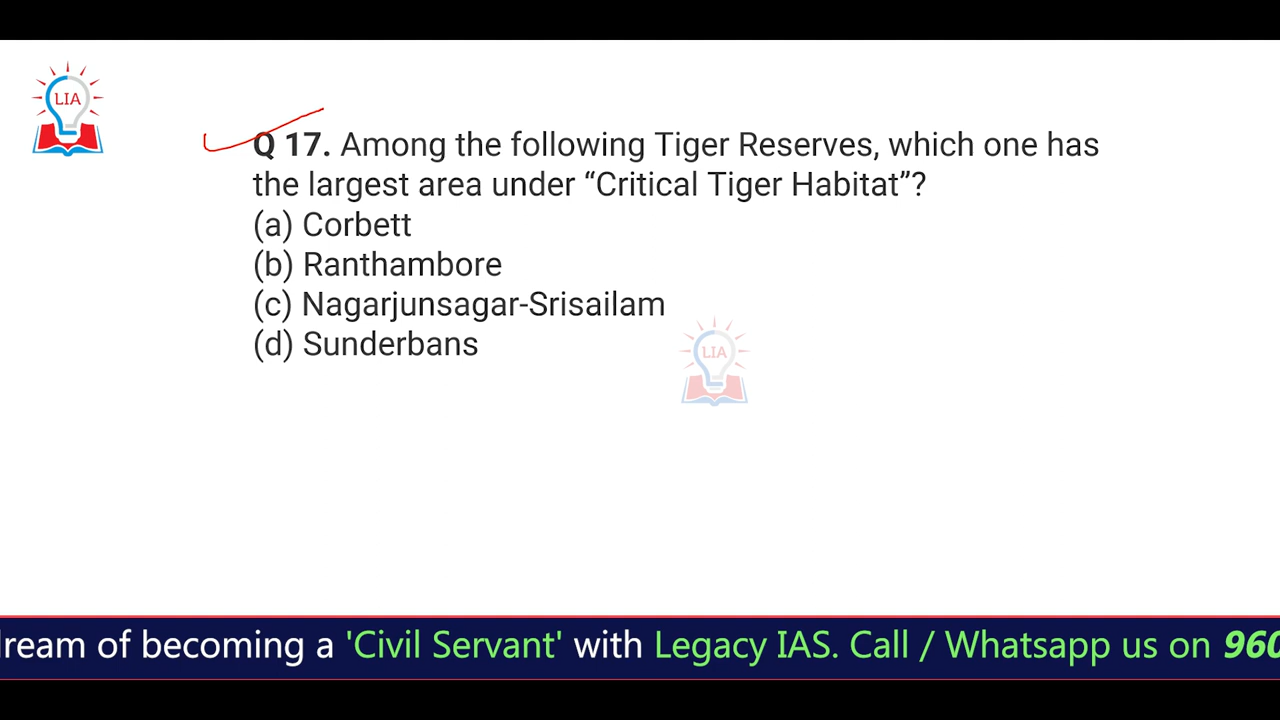 LIA
Q 17. Among the following Tiger Reserves, which one has
the largest area under “Critical Tiger Habitat”?
(a) Corbett
(b) Ranthambore
(c) Nagarjunsagar-Srisailam
(d) Sunderbans
LIA
dream of becoming a 'Civil Servant' with Legacy IAS. Call / Whatsapp us on 960